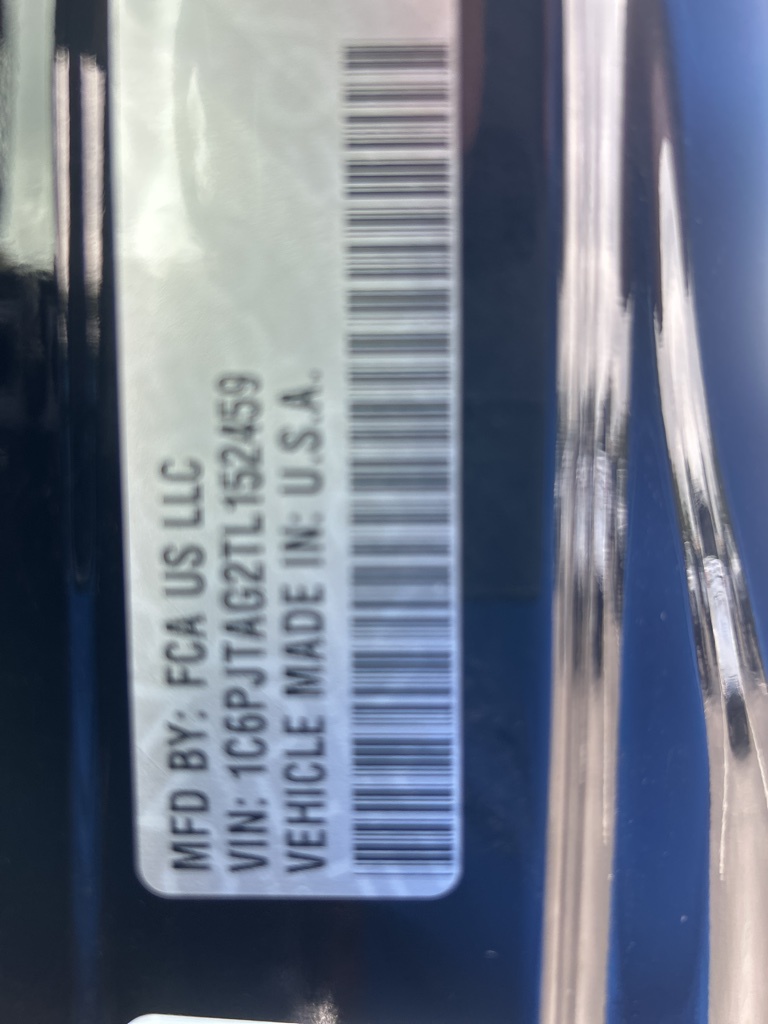 MFD BY: FCA US LLC
VIN: 1C6PJTAG2TL152459
VEHICLE MADE IN: U.S.A.